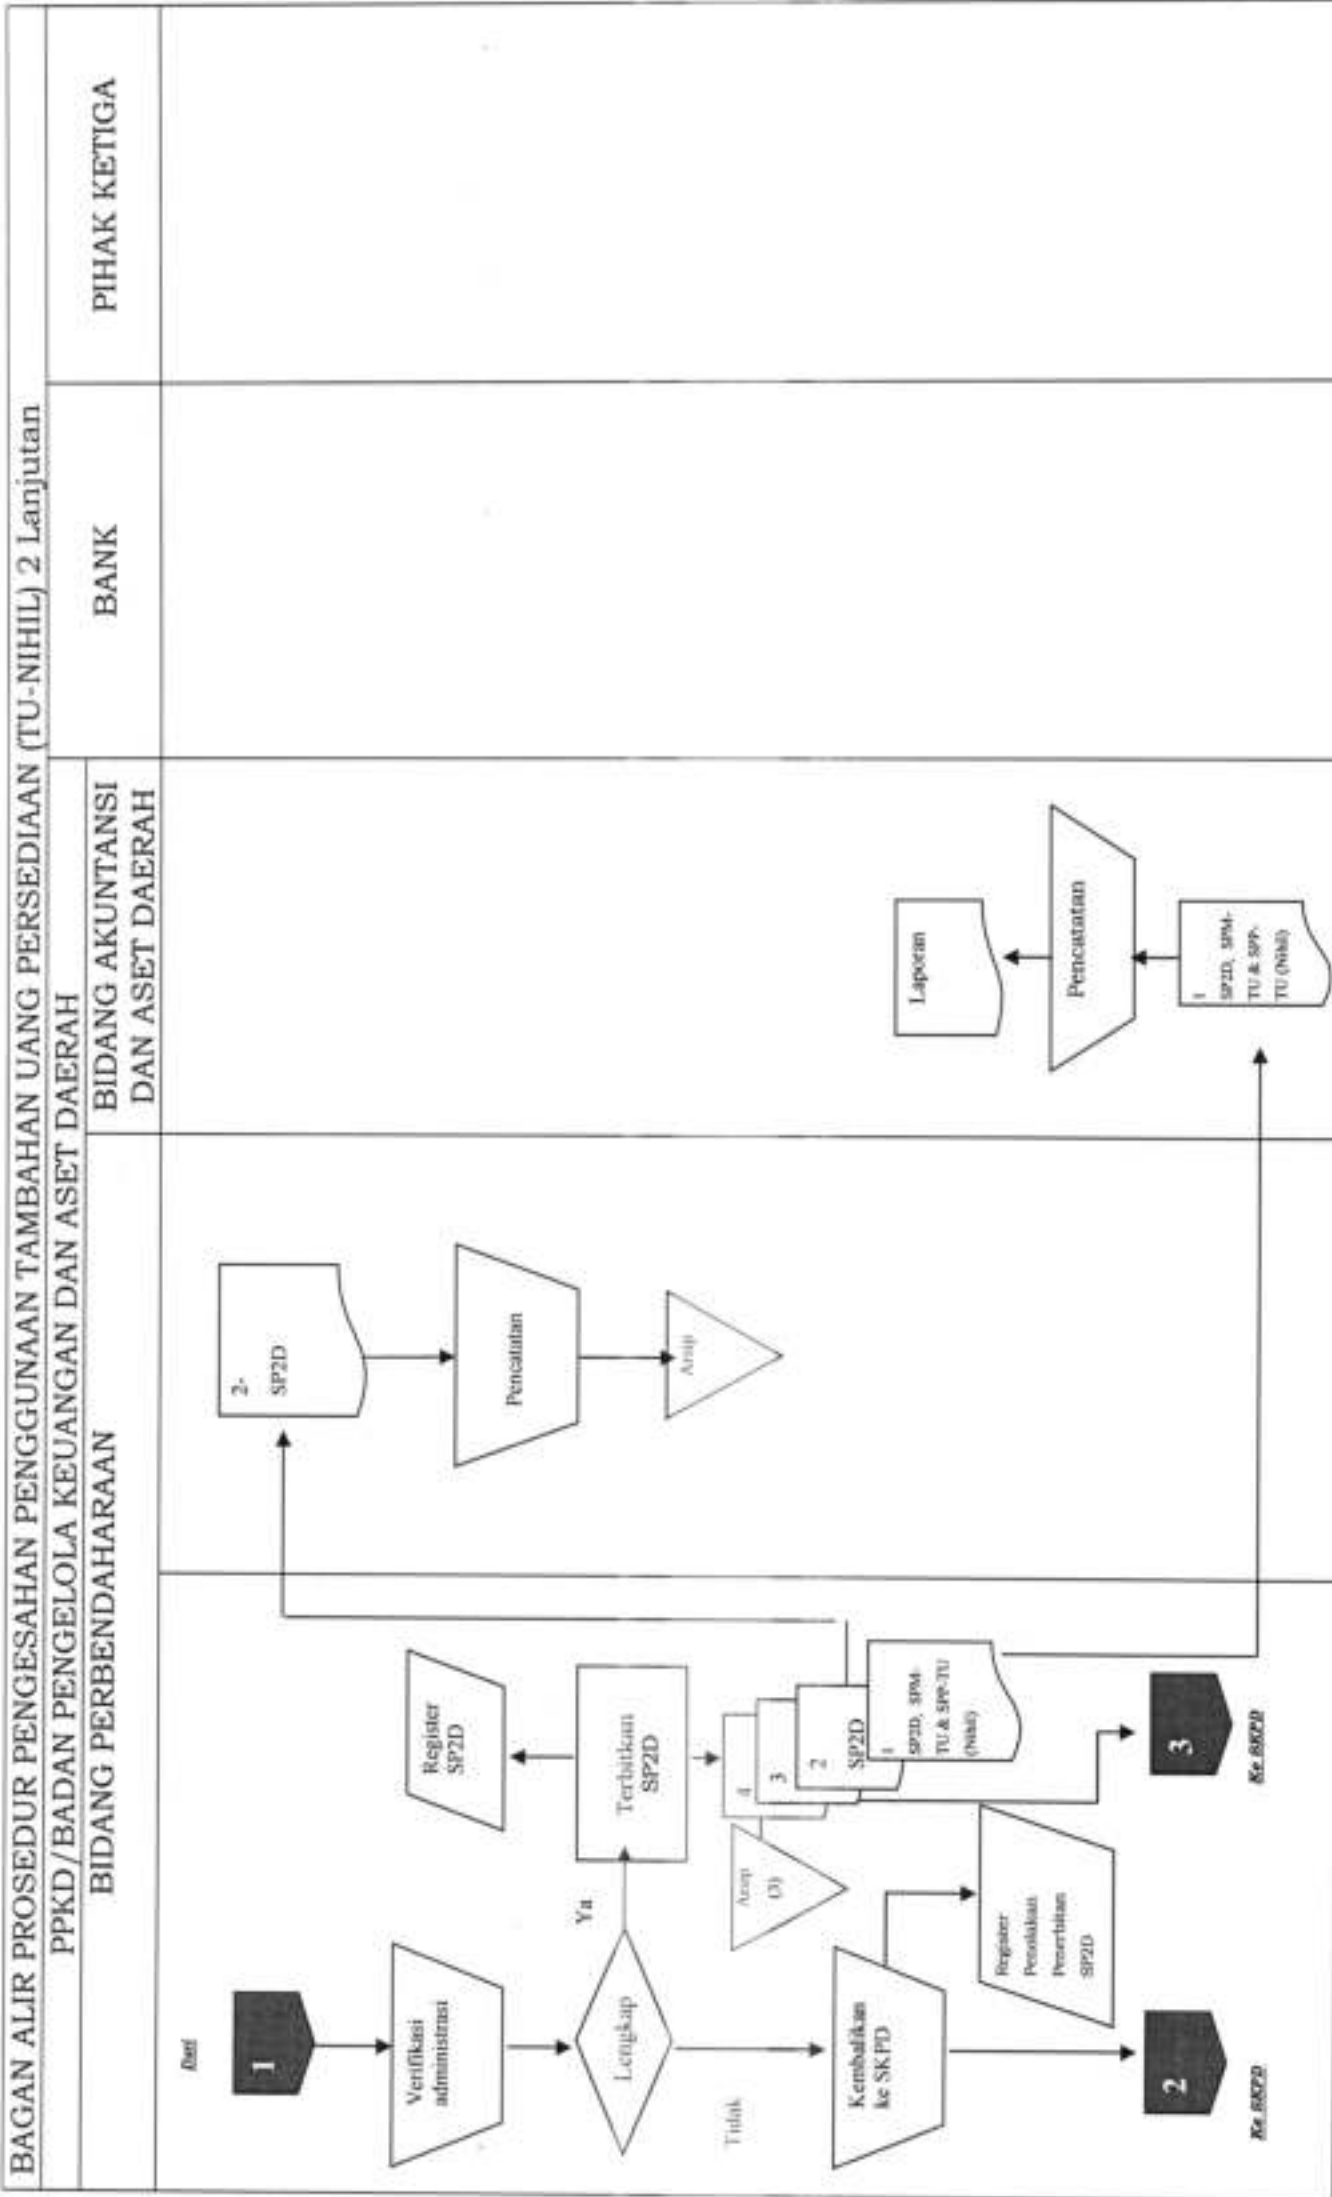 BAGAN ALIR PROSEDUR PENGESAHAN PENGGUNAAN TAMBAHAN UANG PERSEDIAAN (TU-NIHIL) 2 Lanjutan
PPKD/BADAN PENGELOLA KEUANGAN DAN ASET DAERAH
BIDANG PERBENDAHARAAN
BIDANG AKUNTANSI
DAN ASET DAERAH
BANK
PIHAK KETIGA
Dari
1
Verifikasi
administrasi
Lengkap
Ya
Tidak
Register
SP2D
Terbitkan
SP2D
4
3
2
SP2D
1
SP2D, SPM-
TU & SPP-TU
(Nihil)
Arsip
(3)
Kembalikan
ke SKPD
Register
Penolakan
Penerbitan
SP2D
2
Ke SKPD
3
Ke SKPD
2-
SP2D
Pencatatan
Arsip
Laporan
Pencatatan
1
SP2D, SPM-
TU & SPP-
TU (Nihil)